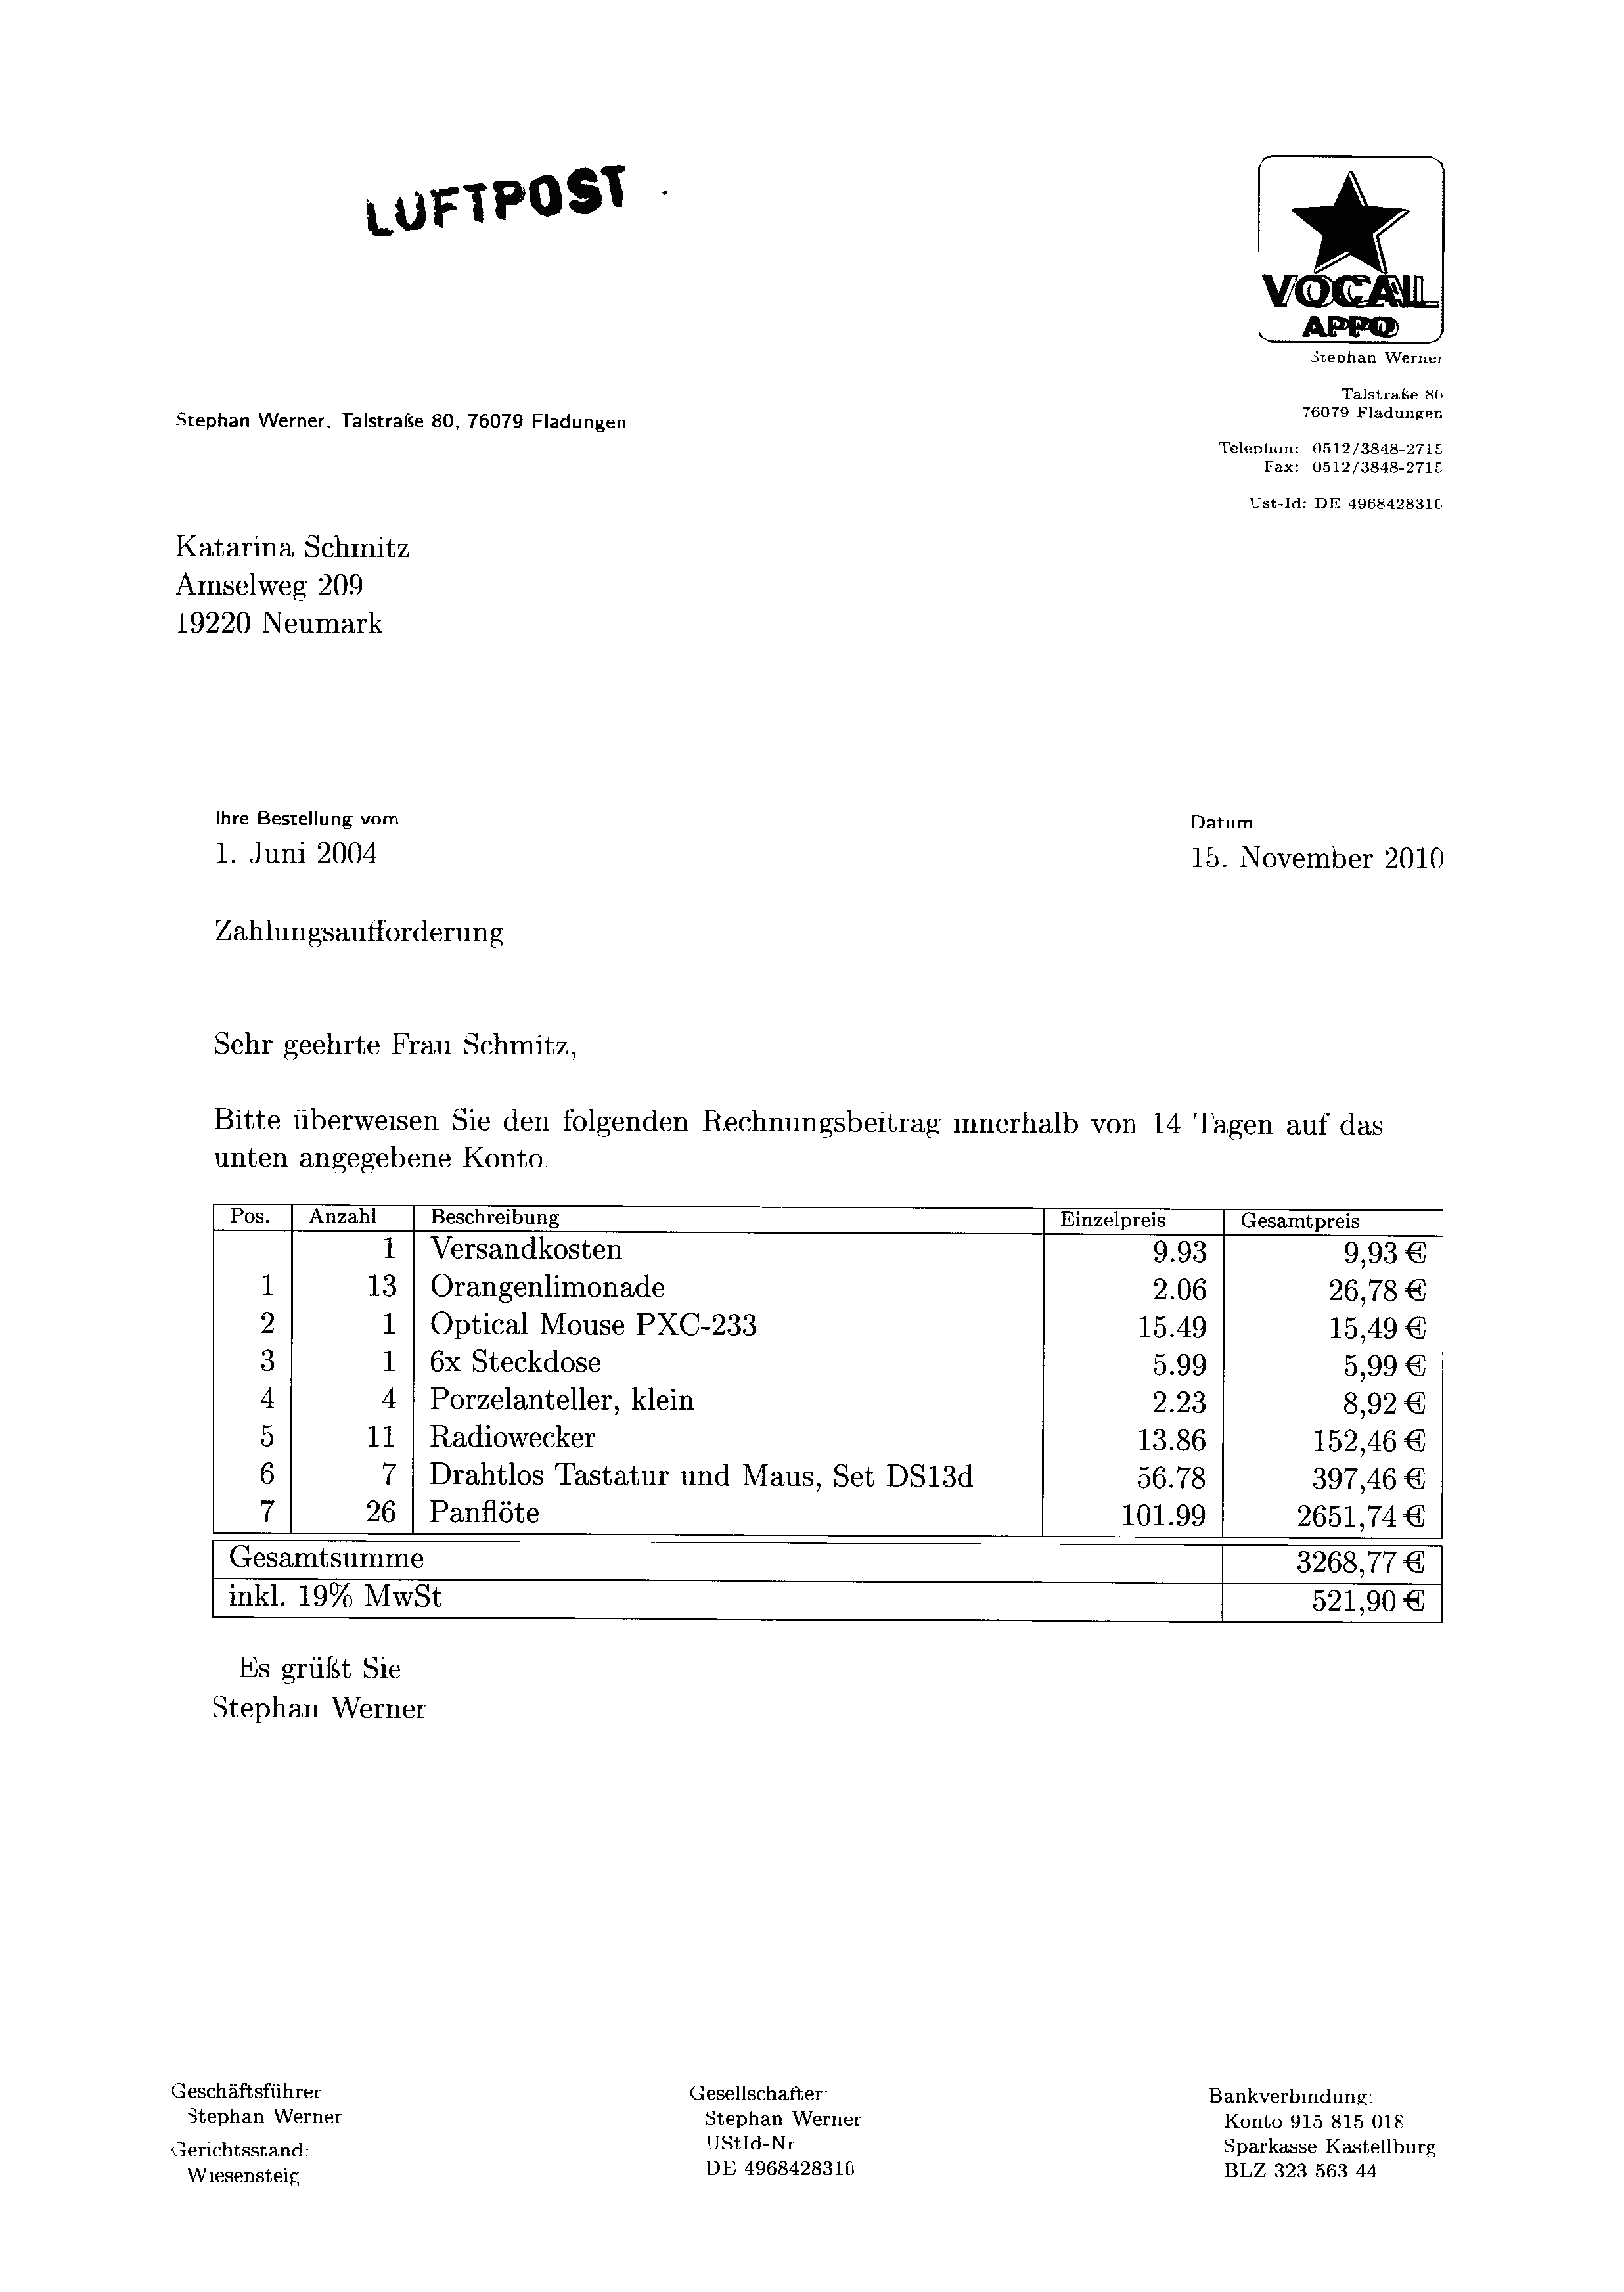 LUFTPOST
VOCAL
APPO
Stephan Werner
Talstraße 80
76079 Fladungen
Telephon: 0512/3848-2715
Fax: 0512/3848-2715
Ust-Id: DE 4968428310
Stephan Werner, Talstraße 80, 76079 Fladungen
Katarina Schmitz
Amselweg 209
19220 Neumark
Ihre Bestellung vom
1. Juni 2004
Datum
15. November 2010
Zahlungsaufforderung
Sehr geehrte Frau Schmitz,
Bitte überweisen Sie den folgenden Rechnungsbeitrag innerhalb von 14 Tagen auf das
unten angegebene Konto.
Pos. Anzahl Beschreibung Einzelpreis Gesamtpreis
1 Versandkosten 9.93 9,93 €
1 13 Orangenlimonade 2.06 26,78 €
2 1 Optical Mouse PXC-233 15.49 15,49 €
3 1 6x Steckdose 5.99 5,99 €
4 4 Porzelanteller, klein 2.23 8,92 €
5 11 Radiowecker 13.86 152,46 €
6 7 Drahtlos Tastatur und Maus, Set DS13d 56.78 397,46 €
7 26 Panflöte 101.99 2651,74 €
Gesamtsumme 3268,77 €
inkl. 19% MwSt 521,90 €
Es grüßt Sie
Stephan Werner
Geschäftsführer:
Stephan Werner
Gerichtsstand:
Wiesensteig
Gesellschafter:
Stephan Werner
UStId-Nr
DE 4968428310
Bankverbindung:
Konto 915 815 018
Sparkasse Kastellburg
BLZ 323 563 44